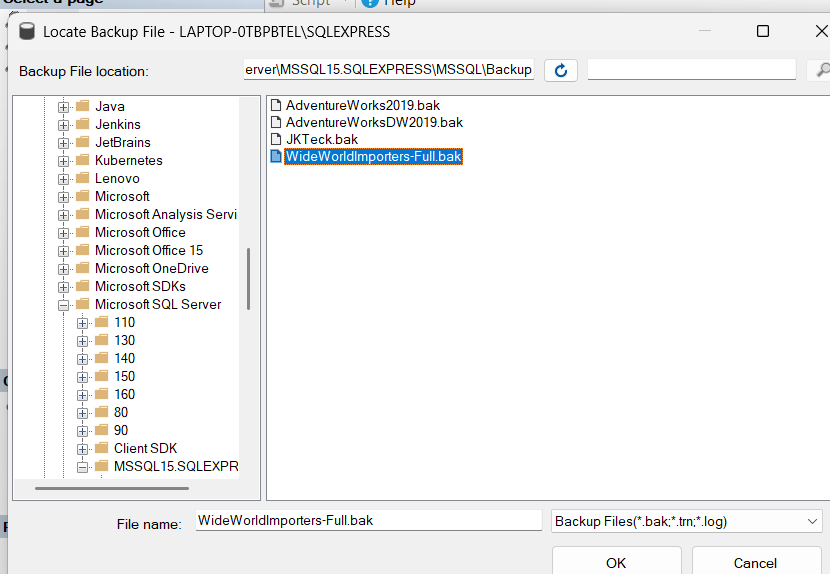 Select a page
Script
Help
Locate Backup File - LAPTOP-0TBPBTEL\SQLEXPRESS
Backup File location:
erver\MSSQL15.SQLEXPRESS\MSSQL\Backup
Java
Jenkins
JetBrains
Kubernetes
Lenovo
Microsoft
Microsoft Analysis Servi
Microsoft Office
Microsoft Office 15
Microsoft OneDrive
Microsoft SDKs
Microsoft SQL Server
110
130
140
150
160
80
90
Client SDK
MSSQL15.SQLEXPR
AdventureWorks2019.bak
AdventureWorksDW2019.bak
JKTeck.bak
WideWorldImporters-Full.bak
File name:
WideWorldImporters-Full.bak
Backup Files(*.bak;*.trn;*.log)
OK
Cancel